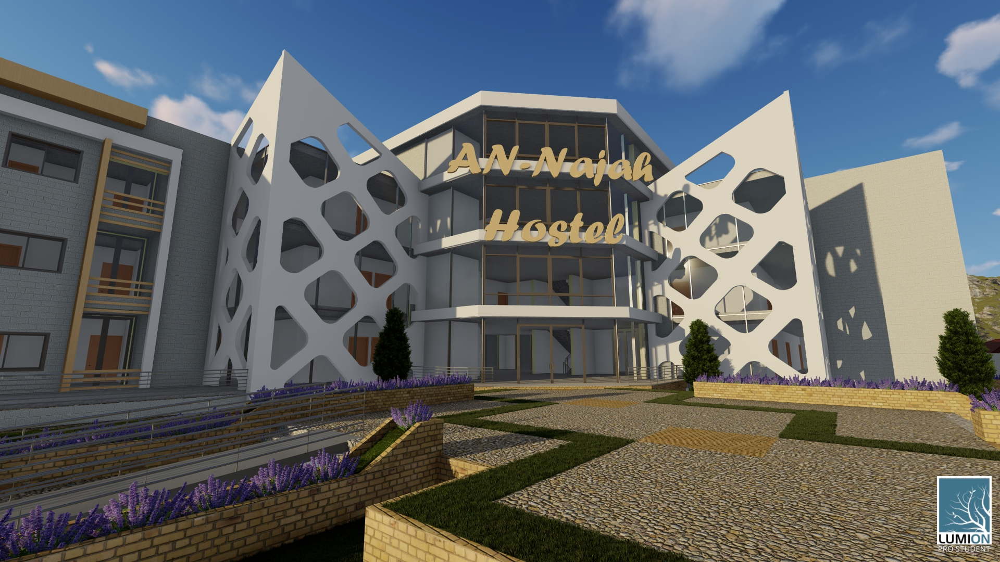 AN-Najah
Hostel
LUMION
PRO STUDENT